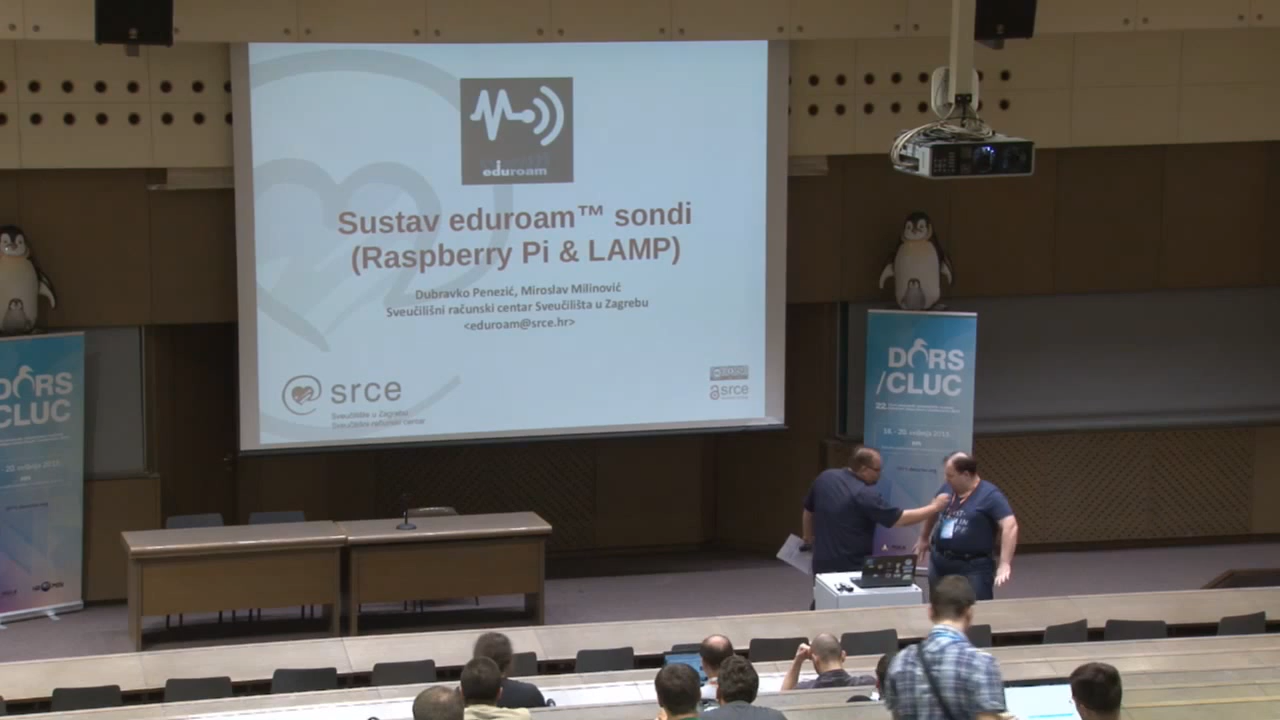 eduroam
Sustav eduroam™ sondi
(Raspberry Pi & LAMP)
Dubravko Penezić, Miroslav Milinović
Sveučilišni računski centar Sveučilišta u Zagrebu
<eduroam@srce.hr>
srce
Sveučilište u Zagrebu
Sveučilišni računski centar
srce
DORS
/CLUC
DORS
CLUC